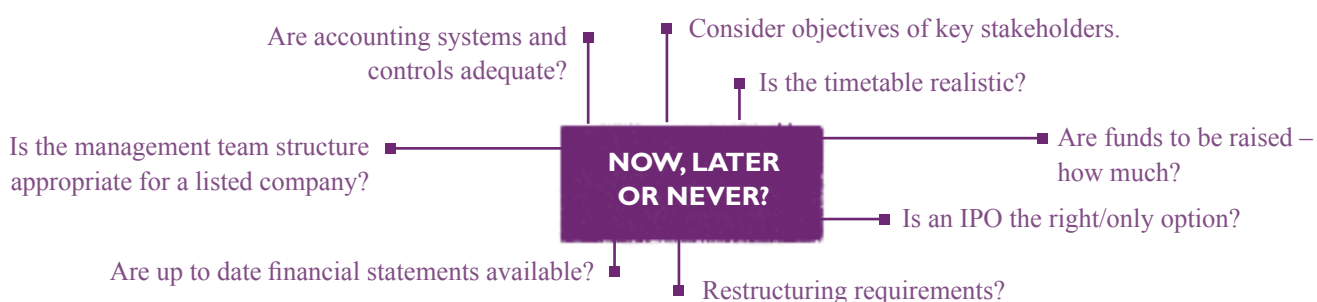 Are accounting systems and
controls adequate?
Consider objectives of key stakeholders.
Is the timetable realistic?
Is the management team structure
appropriate for a listed company?
NOW, LATER
OR NEVER?
Are funds to be raised –
how much?
Is an IPO the right/only option?
Are up to date financial statements available?
Restructuring requirements?